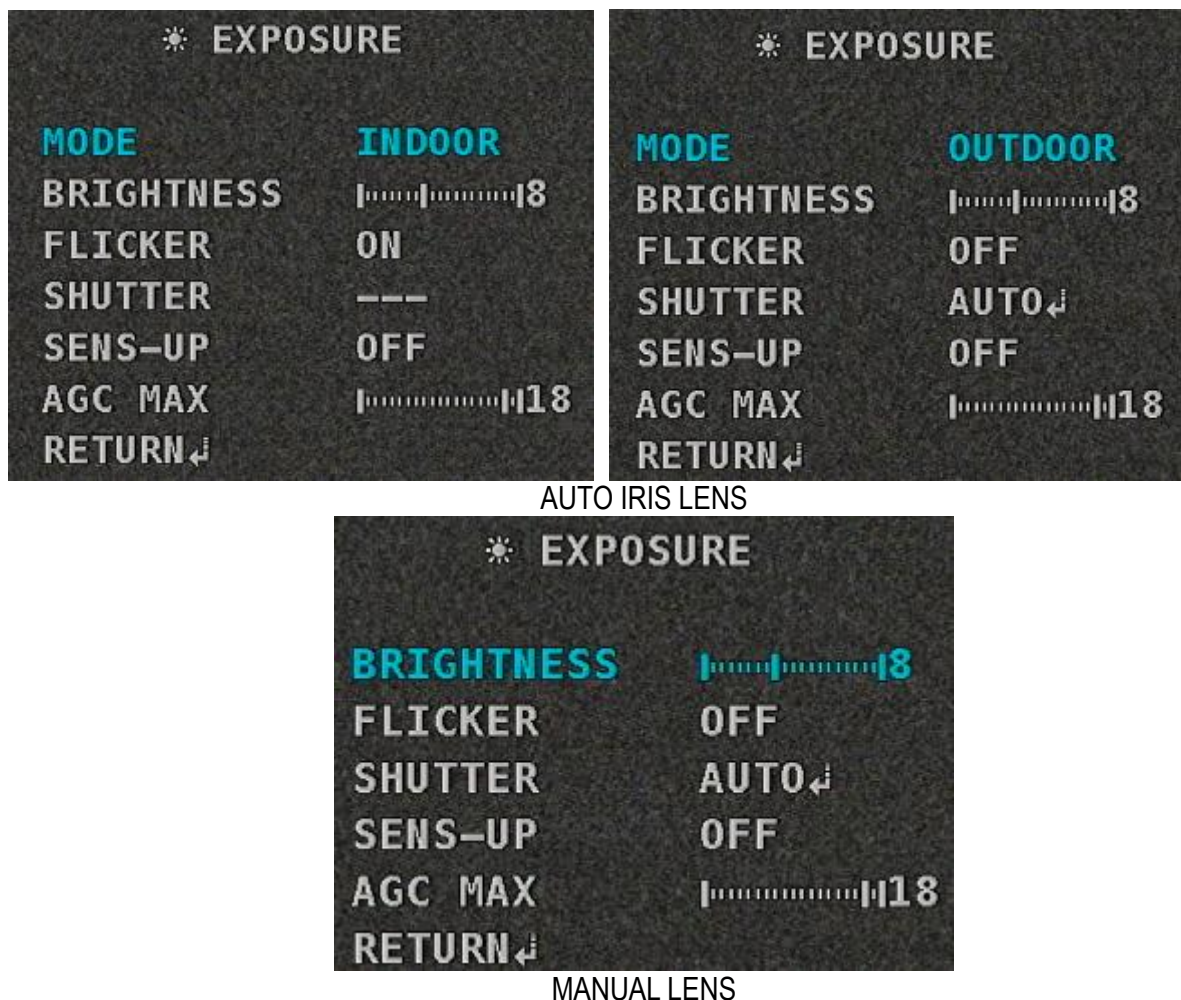 EXPOSURE
MODE INDOOR
BRIGHTNESS 8
FLICKER ON
SHUTTER ---
SENS-UP OFF
AGC MAX 18
RETURN↲
EXPOSURE
MODE OUTDOOR
BRIGHTNESS 8
FLICKER OFF
SHUTTER AUTO↲
SENS-UP OFF
AGC MAX 18
RETURN↲
AUTO IRIS LENS
EXPOSURE
BRIGHTNESS 8
FLICKER OFF
SHUTTER AUTO↲
SENS-UP OFF
AGC MAX 18
RETURN↲
MANUAL LENS